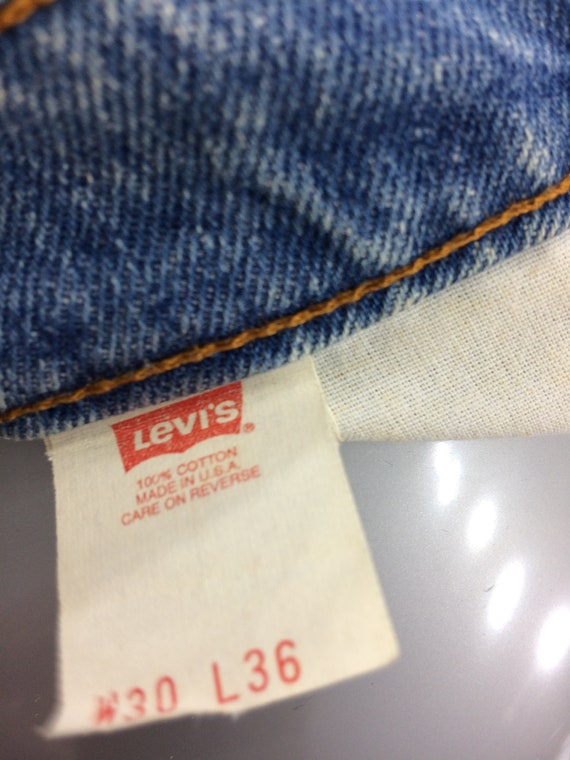 LEVI'S ®
100% COTTON
MADE IN U.S.A.
CARE ON REVERSE
W30 L36